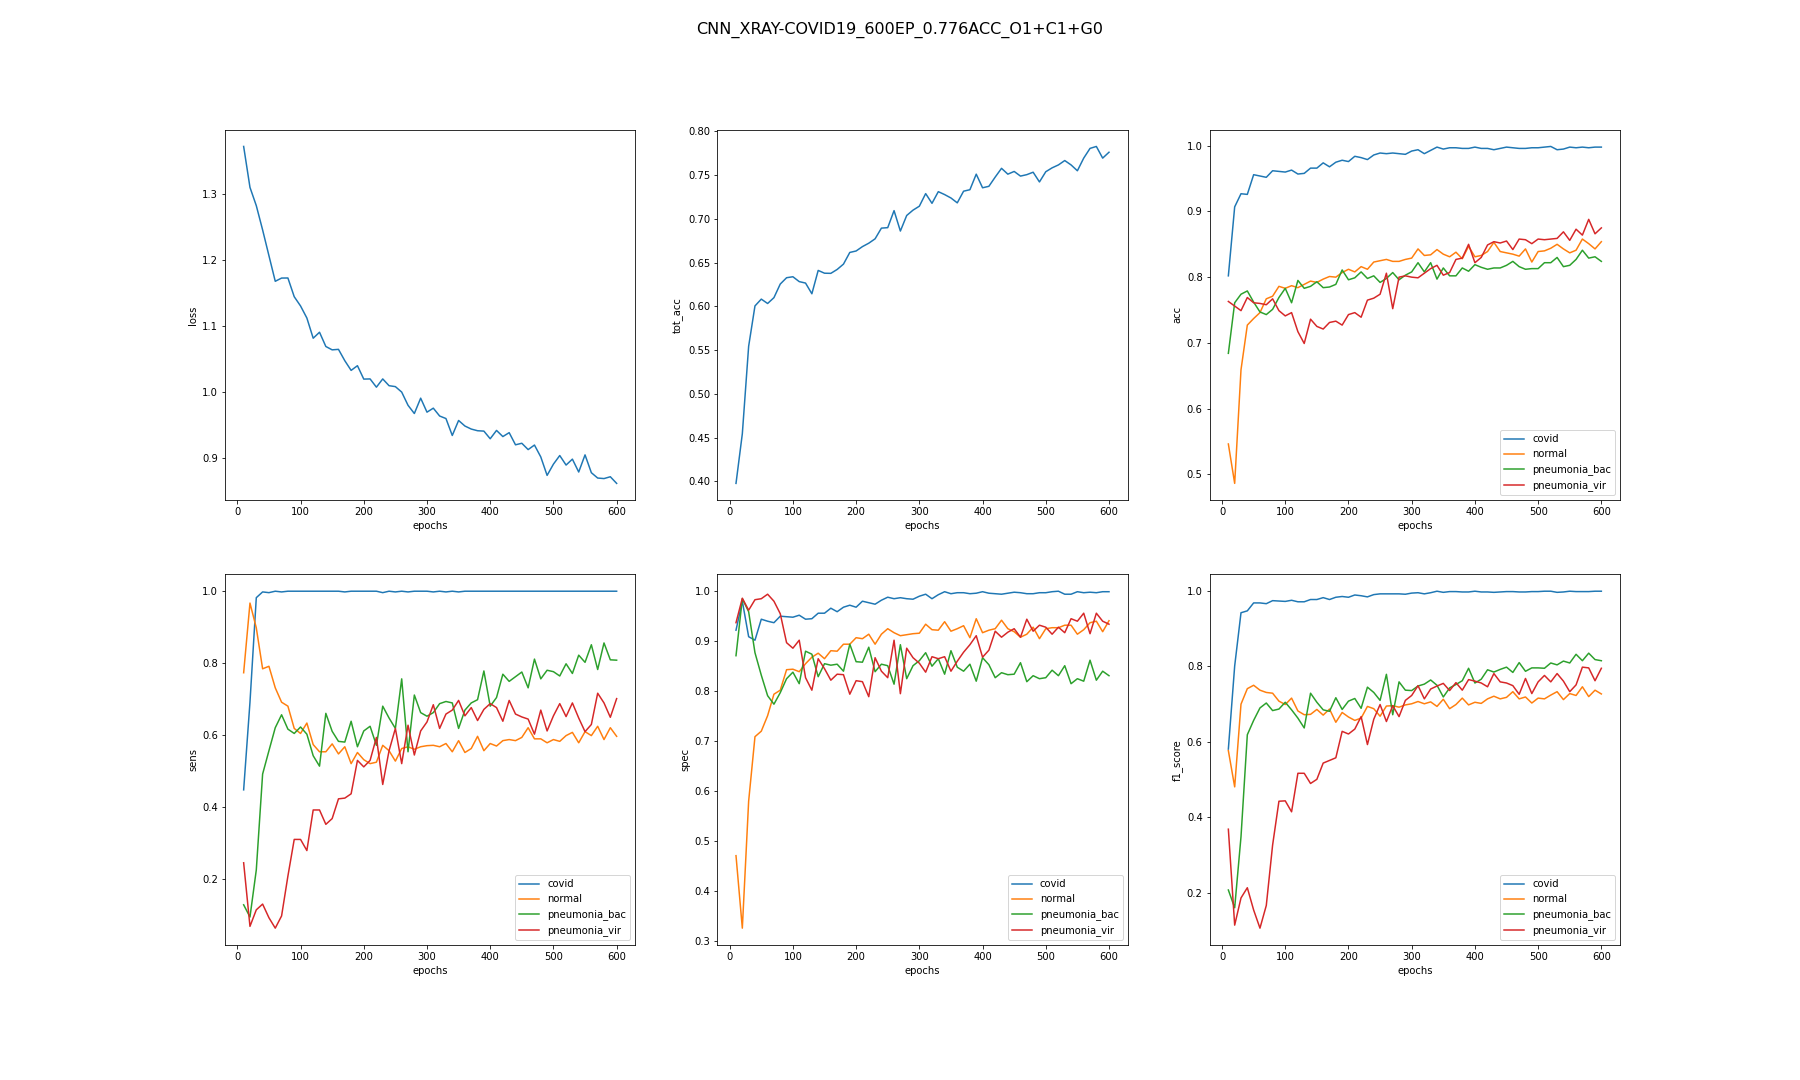 CNN_XRAY-COVID19_600EP_0.776ACC_O1+C1+G0
1.3
1.2
1.1
1.0
0.9
loss
0 100 200 300 400 500 600
epochs
0.80
0.75
0.70
0.65
0.60
0.55
0.50
0.45
0.40
tot_acc
0 100 200 300 400 500 600
epochs
1.0
0.9
0.8
0.7
0.6
0.5
acc
covid
normal
pneumonia_bac
pneumonia_vir
0 100 200 300 400 500 600
epochs
1.0
0.8
0.6
0.4
0.2
sens
covid
normal
pneumonia_bac
pneumonia_vir
0 100 200 300 400 500 600
epochs
1.0
0.9
0.8
0.7
0.6
0.5
0.4
0.3
spec
covid
normal
pneumonia_bac
pneumonia_vir
0 100 200 300 400 500 600
epochs
1.0
0.8
0.6
0.4
0.2
f1_score
covid
normal
pneumonia_bac
pneumonia_vir
0 100 200 300 400 500 600
epochs